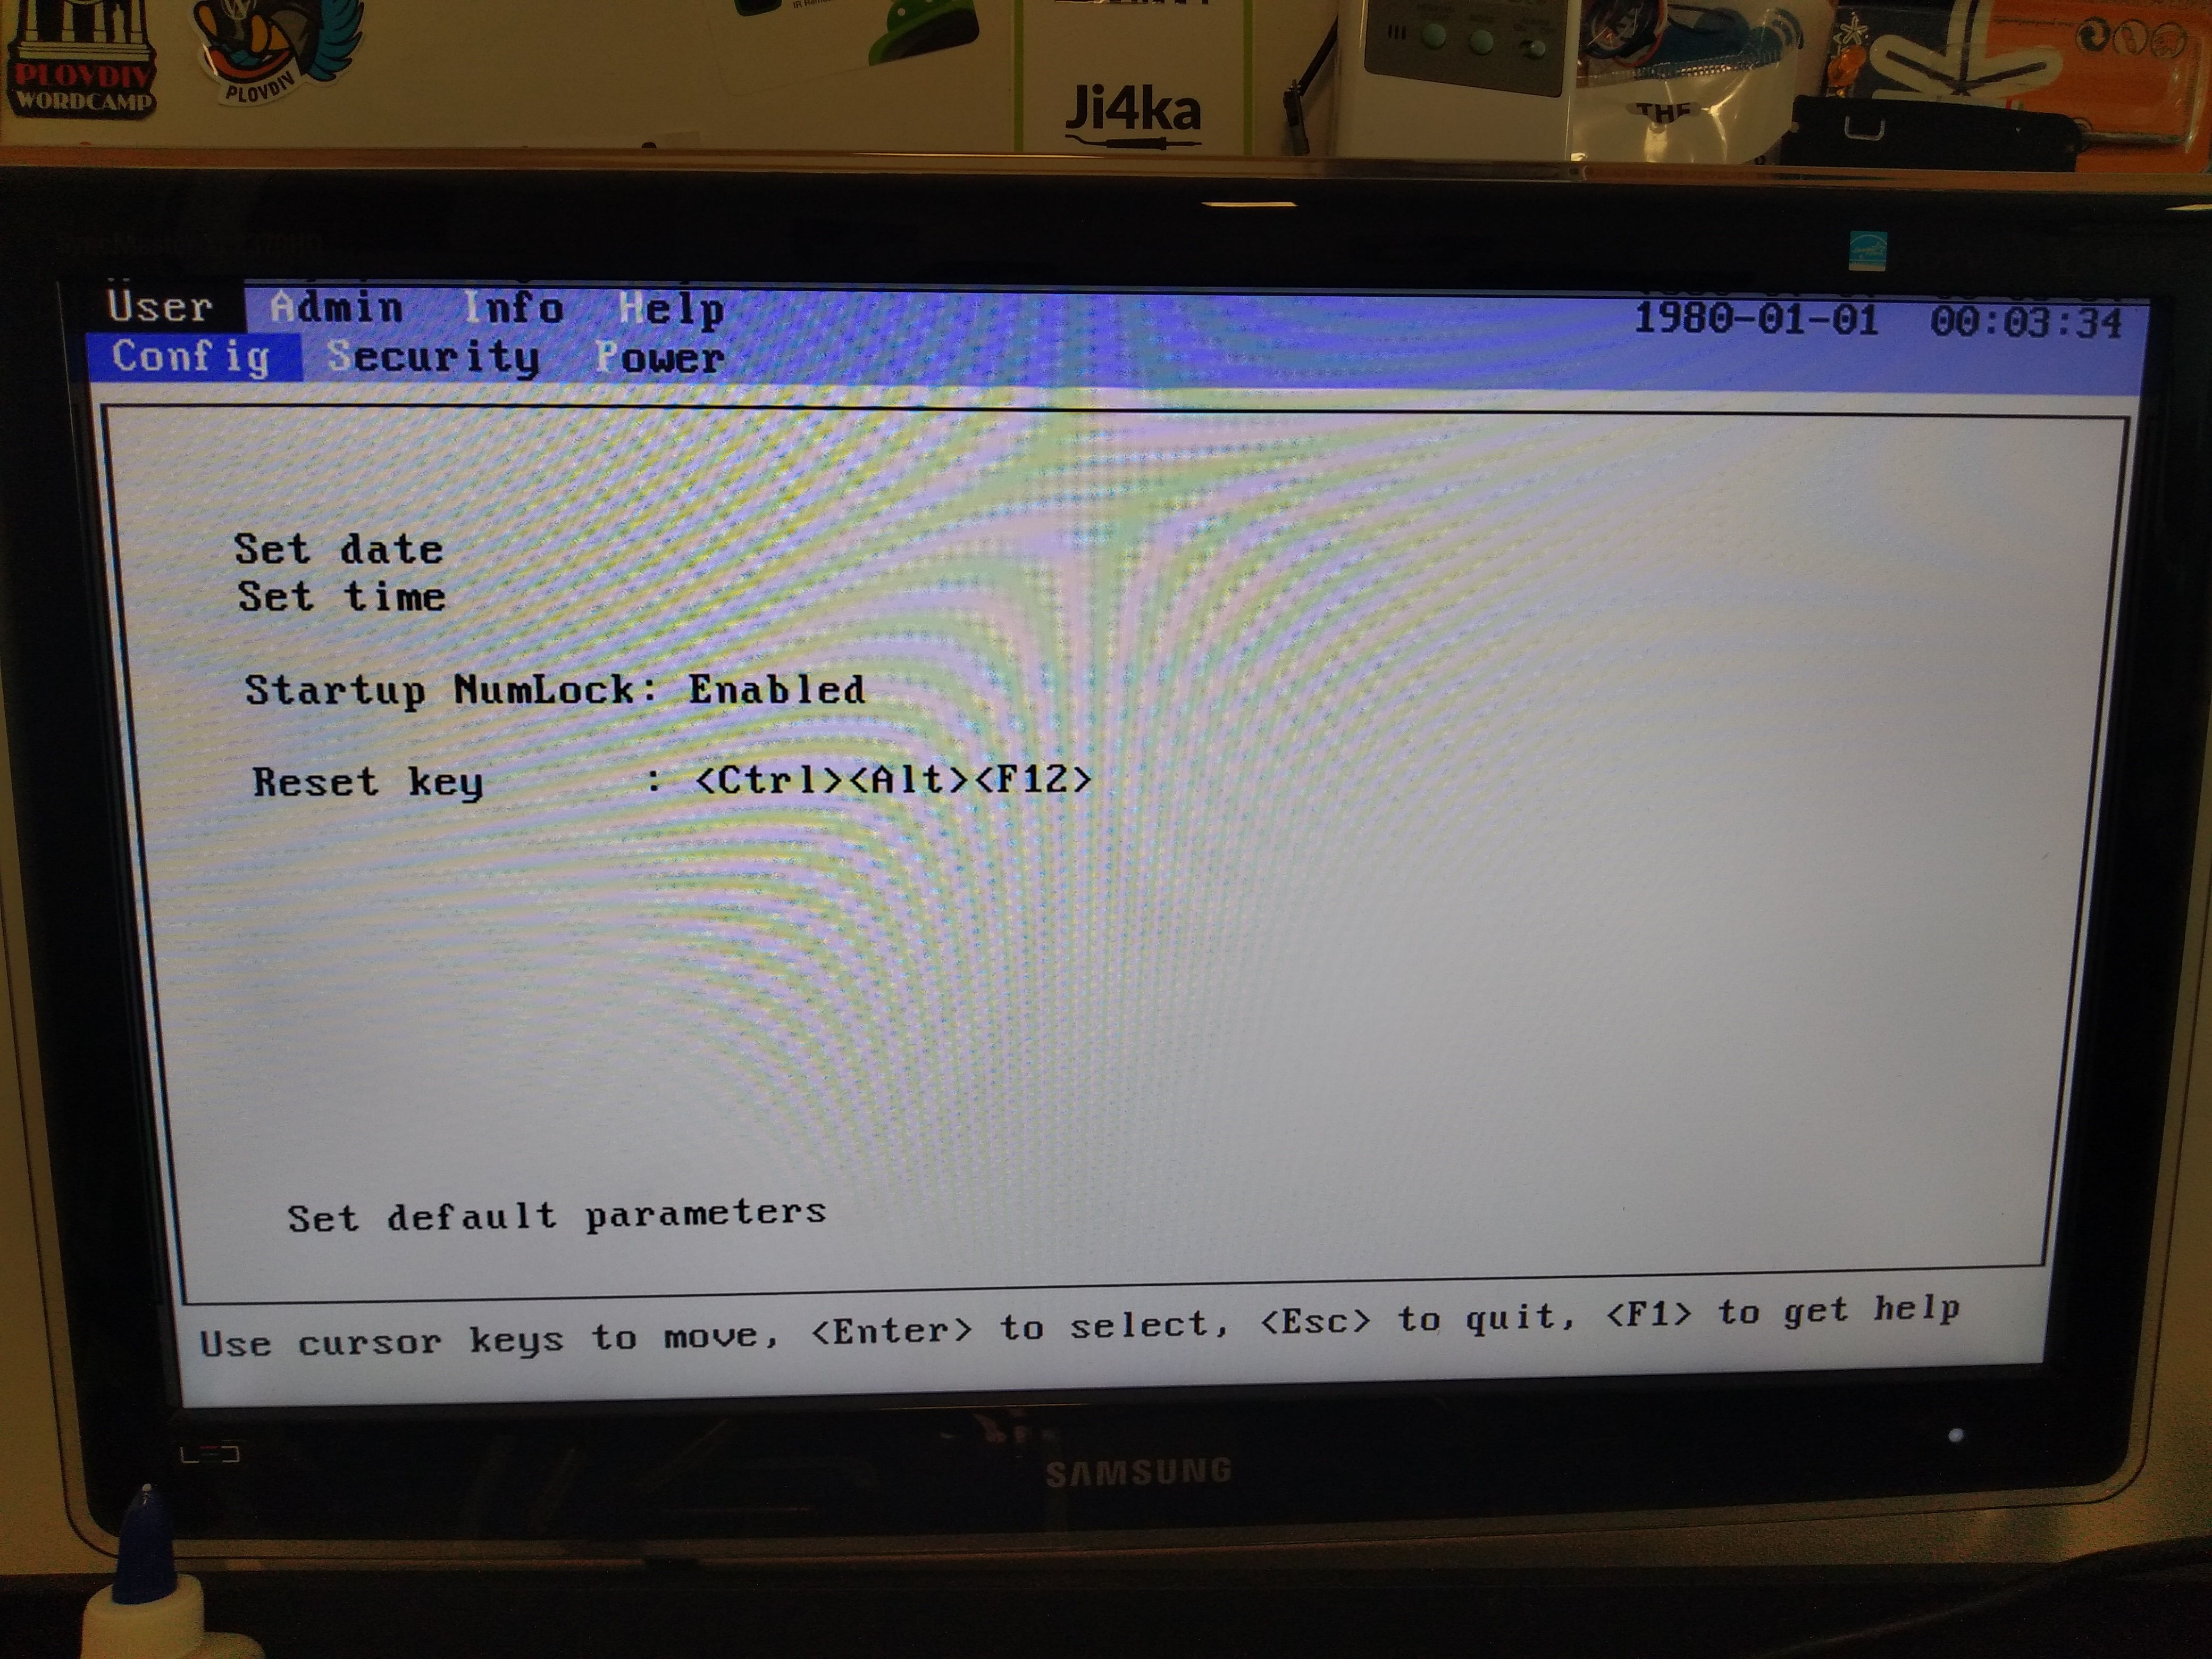 PLOVDIV
WORDCAMP
PLOVDIV
Ji4ka
THE
User Admin Info Help 1980-01-01 00:03:34
Config Security Power
Set date
Set time
Startup NumLock: Enabled
Reset key : <Ctrl><Alt><F12>
Set default parameters
Use cursor keys to move, <Enter> to select, <Esc> to quit, <F1> to get help
LED
SAMSUNG